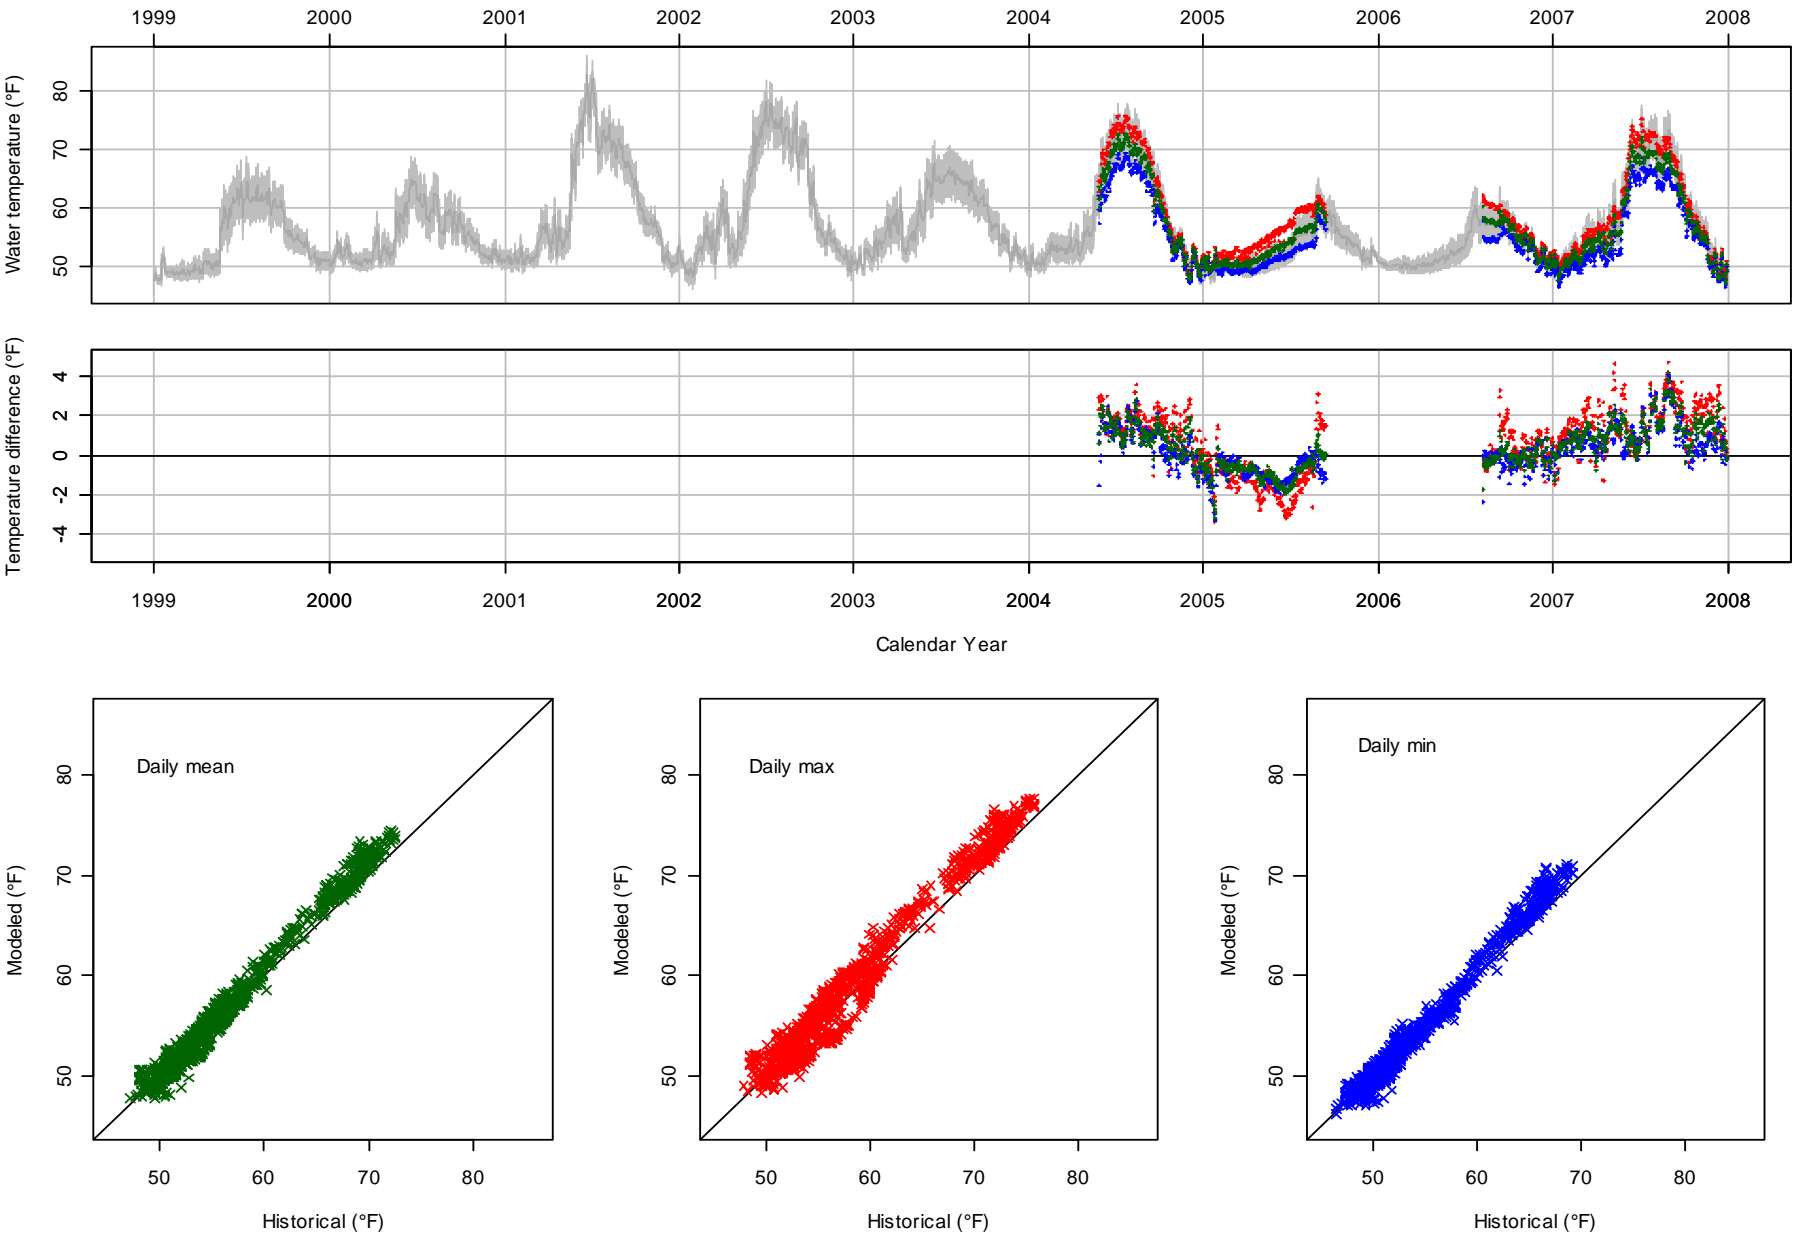 1999 2000 2001 2002 2003 2004 2005 2006 2007 2008
Water temperature (°F)
80
70
60
50
Temperature difference (°F)
4
2
0
-2
-4
1999 2000 2001 2002 2003 2004 2005 2006 2007 2008
Calendar Year
Daily mean
Modeled (°F)
80
70
60
50
50 60 70 80
Historical (°F)
Daily max
Modeled (°F)
80
70
60
50
50 60 70 80
Historical (°F)
Daily min
Modeled (°F)
80
70
60
50
50 60 70 80
Historical (°F)